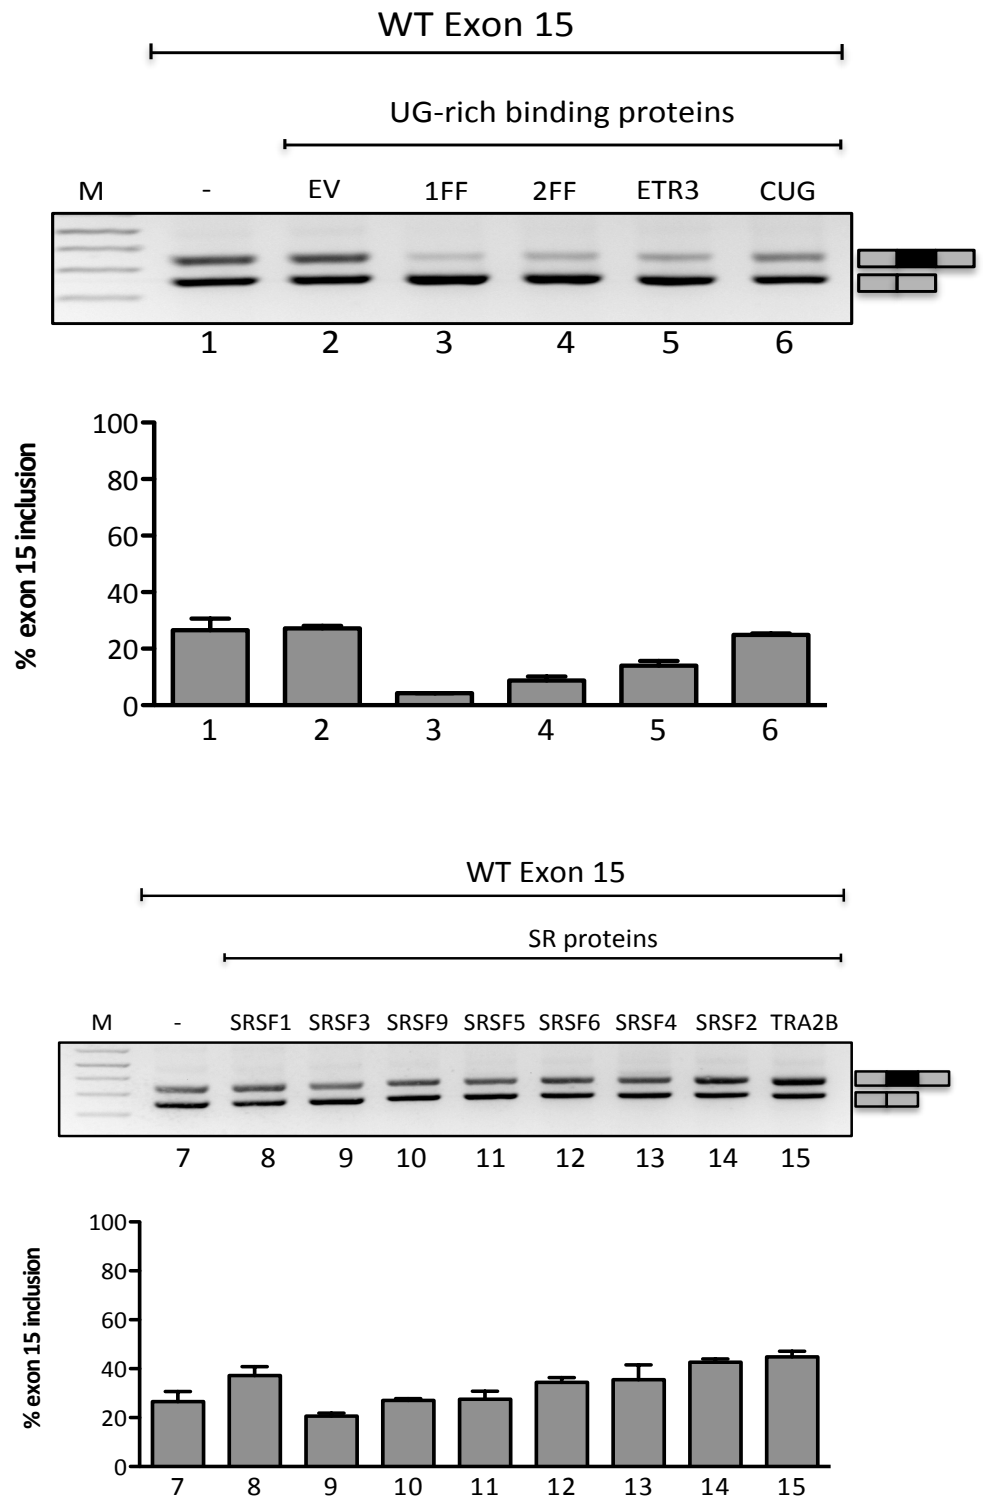 WT Exon 15
UG-rich binding proteins
M - EV 1FF 2FF ETR3 CUG
1 2 3 4 5 6
% exon 15 inclusion
100
80
60
40
20
0
1 2 3 4 5 6
WT Exon 15
SR proteins
M - SRSF1 SRSF3 SRSF9 SRSF5 SRSF6 SRSF4 SRSF2 TRA2B
7 8 9 10 11 12 13 14 15
% exon 15 inclusion
100
80
60
40
20
0
7 8 9 10 11 12 13 14 15